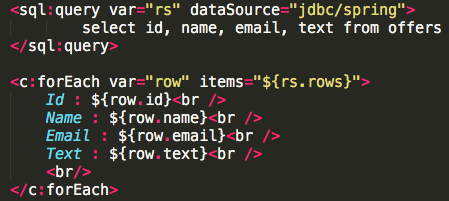 <sql:query var="rs" dataSource="jdbc/spring">
select id, name, email, text from offers
</sql:query>
<c:forEach var="row" items="${rs.rows}">
Id : ${row.id}<br />
Name : ${row.name}<br />
Email : ${row.email}<br />
Text : ${row.text}<br />
<br/>
</c:forEach>